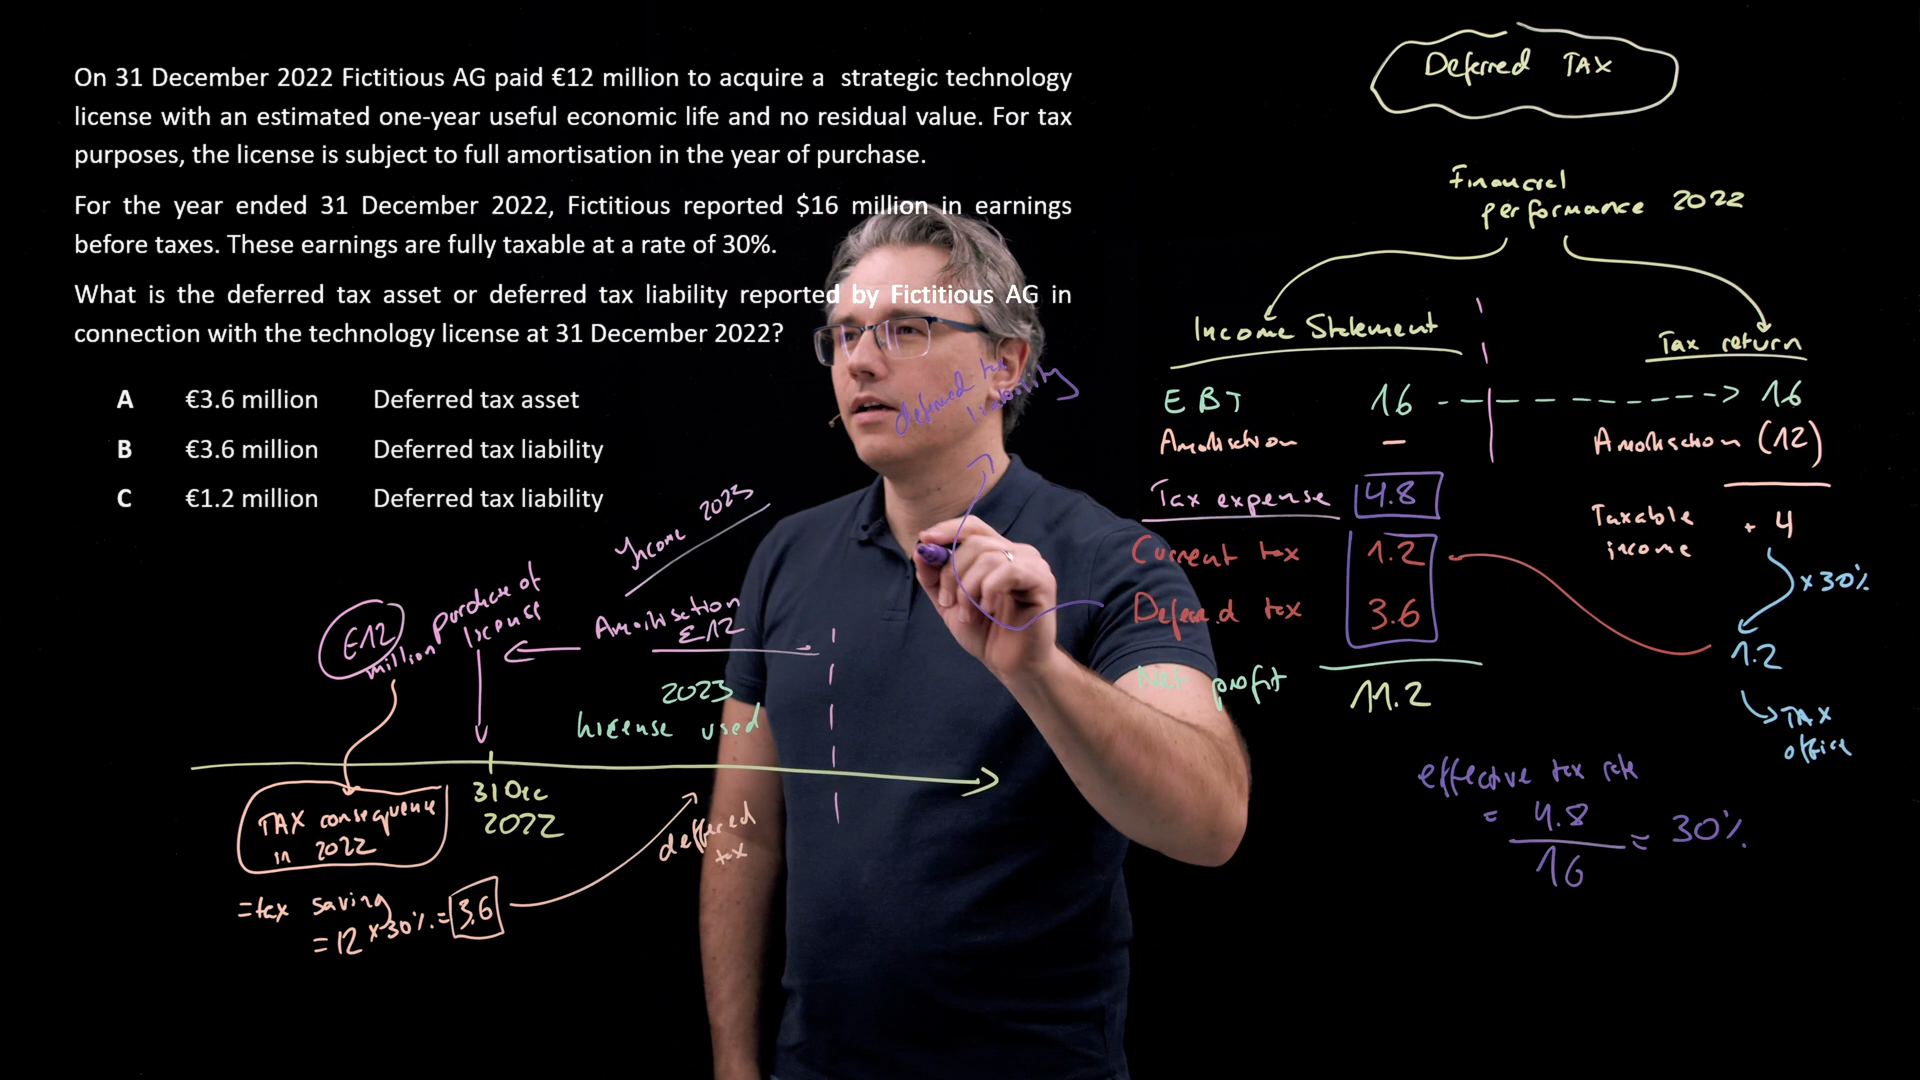 On 31 December 2022 Fictitious AG paid €12 million to acquire a strategic technology
license with an estimated one-year useful economic life and no residual value. For tax
purposes, the license is subject to full amortisation in the year of purchase.
For the year ended 31 December 2022, Fictitious reported $16 million in earnings
before taxes. These earnings are fully taxable at a rate of 30%.
What is the deferred tax asset or deferred tax liability reported by Fictitious AG in
connection with the technology license at 31 December 2022?
A €3.6 million Deferred tax asset
B €3.6 million Deferred tax liability
C €1.2 million Deferred tax liability
deferred tax
liability
Income 2023
€12
million
purchase of
license
Amortisation
€12
2023
license used
31 Dec
2022
TAX consequence
in 2022
= tax saving
= 12 x 30% = 3.6
deffered
tax
Deferred TAX
Financial
performance 2022
Income Statement
Tax return
EBT 16 16
Amortisation – Amortisation (12)
Tax expense 4.8
Taxable
income + 4
Current tax 1.2
x 30%
Deferred tax 3.6
1.2
Net profit 11.2
TAX
office
effective tax rate
= 4.8
16
= 30%